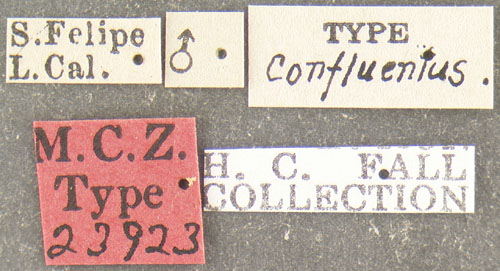 S. Felipe
L. Cal.
♂
TYPE
Confluentus.
M. C. Z.
Type
23923
H. C. FALL
COLLECTION